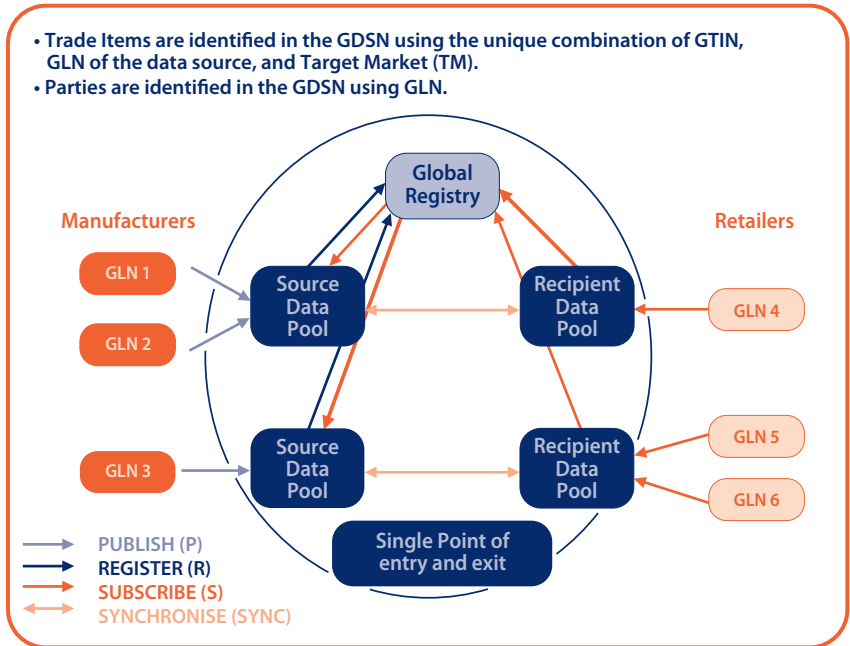 • Trade Items are identified in the GDSN using the unique combination of GTIN,
GLN of the data source, and Target Market (TM).
• Parties are identified in the GDSN using GLN.
Global
Registry
Manufacturers
Retailers
GLN 1
GLN 2
Source
Data
Pool
Recipient
Data
Pool
GLN 4
GLN 3
Source
Data
Pool
Recipient
Data
Pool
GLN 5
GLN 6
Single Point of
entry and exit
PUBLISH (P)
REGISTER (R)
SUBSCRIBE (S)
SYNCHRONISE (SYNC)